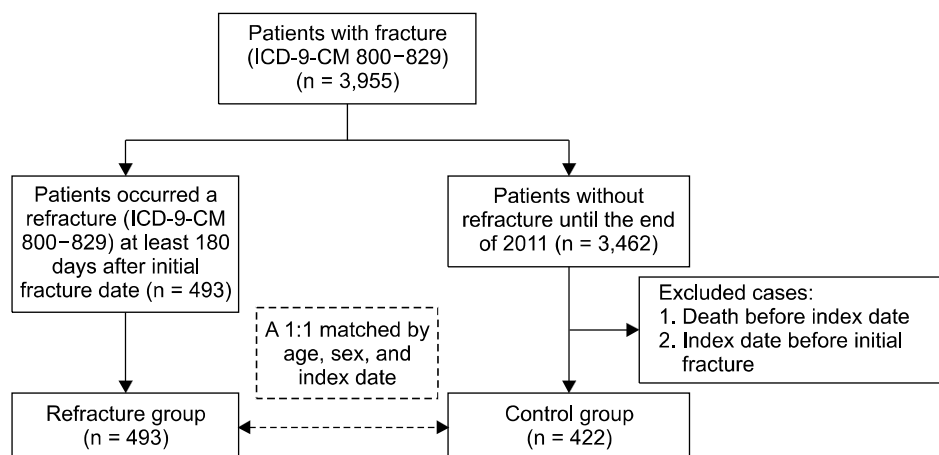 Patients with fracture
(ICD-9-CM 800−829)
(n = 3,955)
Patients occurred a
refracture (ICD-9-CM
800−829) at least 180
days after initial
fracture date (n = 493)
Patients without
refracture until the end
of 2011 (n = 3,462)
Excluded cases:
1. Death before index date
2. Index date before initial
fracture
A 1:1 matched by
age, sex, and
index date
Refracture group
(n = 493)
Control group
(n = 422)